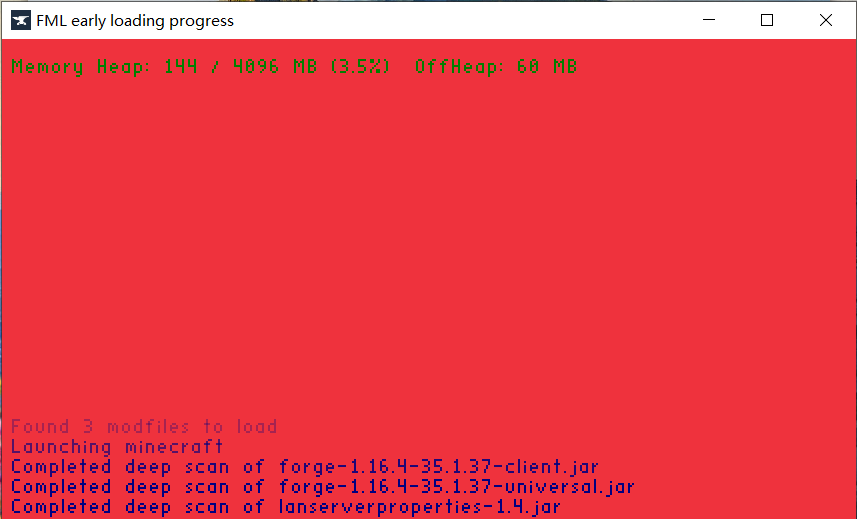 FML early loading progress
Memory Heap: 144 / 4096 MB (3.5%)  OffHeap: 60 MB
Found 3 modfiles to load
Launching minecraft
Completed deep scan of forge-1.16.4-35.1.37-client.jar
Completed deep scan of forge-1.16.4-35.1.37-universal.jar
Completed deep scan of lanserverproperties-1.4.jar